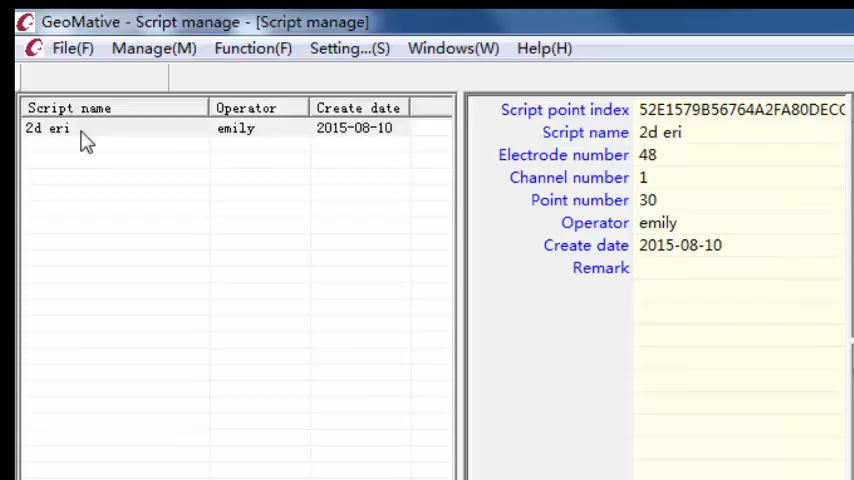 GeoMative - Script manage - [Script manage]
File(F) Manage(M) Function(F) Setting...(S) Windows(W) Help(H)
Script name Operator Create date
2d eri emily 2015-08-10
Script point index 52E1579B56764A2FA80DECC
Script name 2d eri
Electrode number 48
Channel number 1
Point number 30
Operator emily
Create date 2015-08-10
Remark